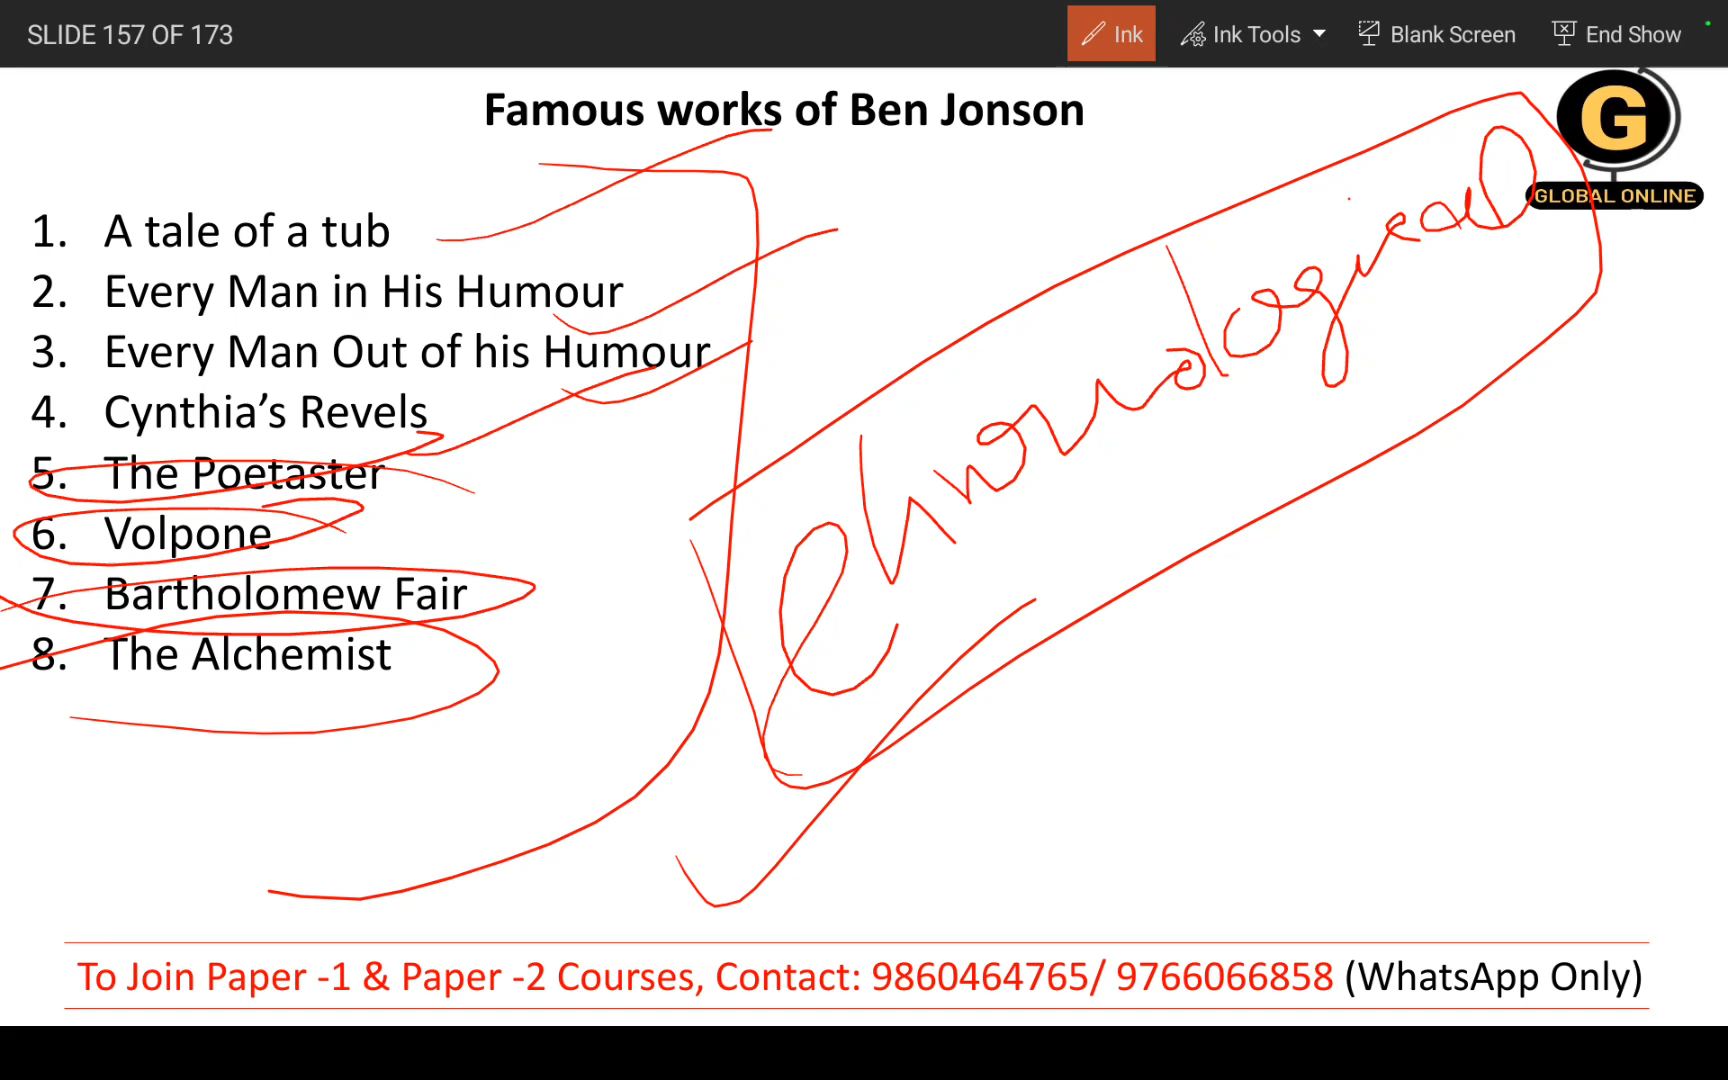 SLIDE 157 OF 173
Ink
Ink Tools
Blank Screen
End Show
Famous works of Ben Jonson
G
GLOBAL ONLINE
1. A tale of a tub
2. Every Man in His Humour
3. Every Man Out of his Humour
4. Cynthia's Revels
5. The Poetaster
6. Volpone
7. Bartholomew Fair
8. The Alchemist
Chronological
To Join Paper -1 & Paper -2 Courses, Contact: 9860464765/ 9766066858 (WhatsApp Only)